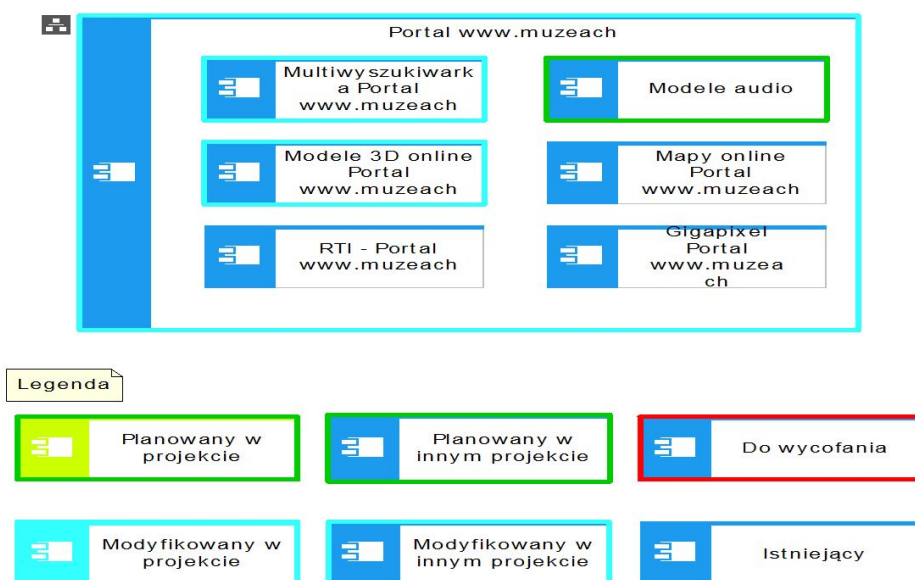 Portal www.muzeach
Multiwyszukiwark
a Portal
www.muzeach
Modele audio
Modele 3D online
Portal
www.muzeach
Mapy online
Portal
www.muzeach
RTI - Portal
www.muzeach
Gigapixel
Portal
www.muzea
ch
Legenda
Planowany w
projekcie
Planowany w
innym projekcie
Do wycofania
Modyfikowany w
projekcie
Modyfikowany w
innym projekcie
Istniejący